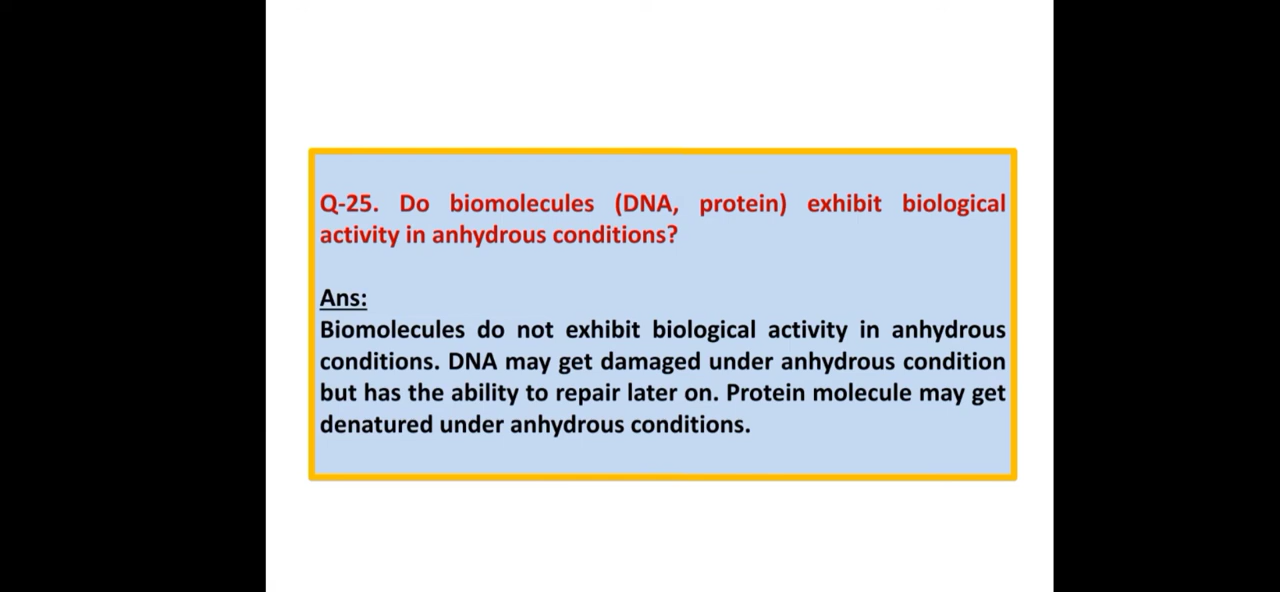 Q-25. Do biomolecules (DNA, protein) exhibit biological
activity in anhydrous conditions?
Ans:
Biomolecules do not exhibit biological activity in anhydrous
conditions. DNA may get damaged under anhydrous condition
but has the ability to repair later on. Protein molecule may get
denatured under anhydrous conditions.